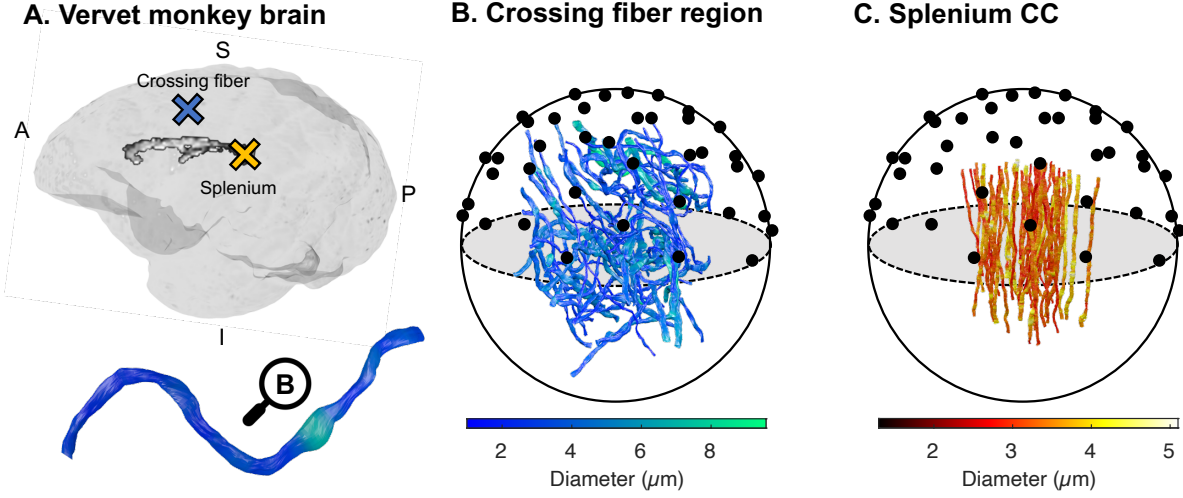 A. Vervet monkey brain
S
Crossing fiber
A
Splenium
P
I
B
B. Crossing fiber region
2 4 6 8
Diameter (µm)
C. Splenium CC
2 3 4 5
Diameter (µm)